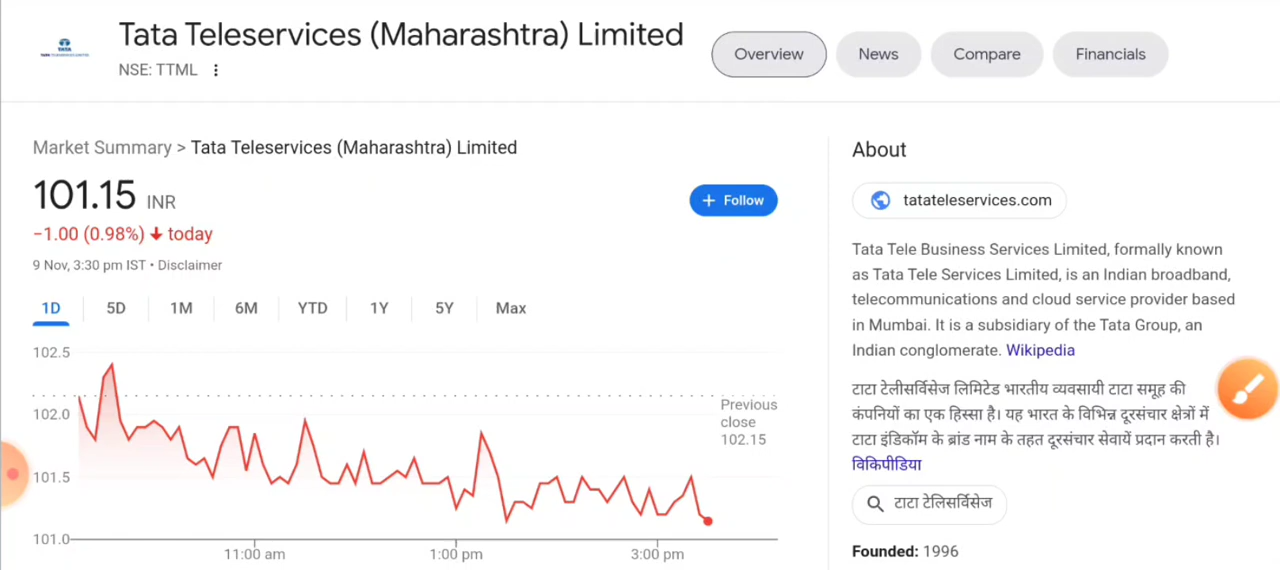 Tata Teleservices (Maharashtra) Limited
NSE: TTML
Overview
News
Compare
Financials
TATA
Market Summary > Tata Teleservices (Maharashtra) Limited
101.15 INR
−1.00 (0.98%) today
9 Nov, 3:30 pm IST • Disclaimer
+ Follow
1D
5D
1M
6M
YTD
1Y
5Y
Max
102.5
102.0
101.5
101.0
Previous
close
102.15
11:00 am
1:00 pm
3:00 pm
About
tatateleservices.com
Tata Tele Business Services Limited, formally known
as Tata Tele Services Limited, is an Indian broadband,
telecommunications and cloud service provider based
in Mumbai. It is a subsidiary of the Tata Group, an
Indian conglomerate. Wikipedia
टाटा टेलीसर्विसेज लिमिटेड भारतीय व्यवसायी टाटा समूह की
कंपनियों का एक हिस्सा है। यह भारत के विभिन्न दूरसंचार क्षेत्रों में
टाटा इंडिकॉम के ब्रांड नाम के तहत दूरसंचार सेवायें प्रदान करती है।
विकिपीडिया
टाटा टेलिसर्विसेज
Founded: 1996